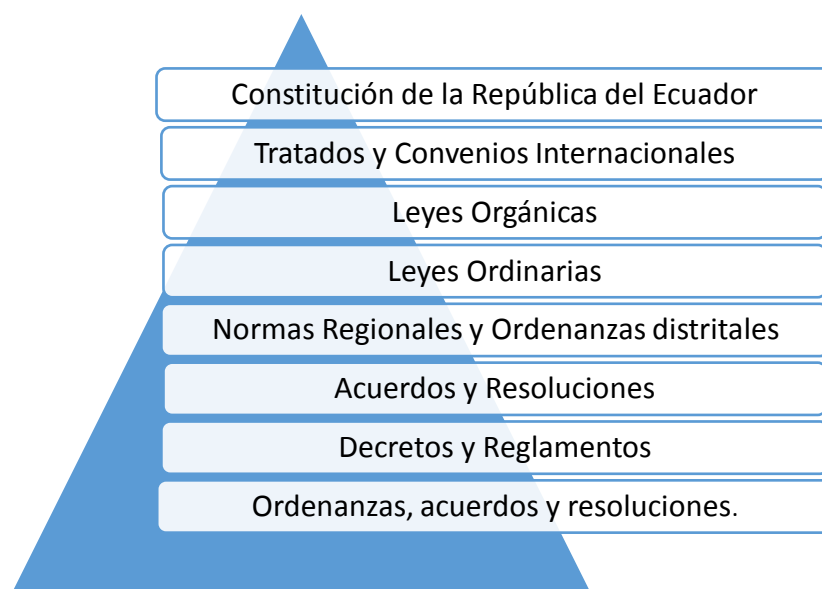 Constitución de la República del Ecuador
Tratados y Convenios Internacionales
Leyes Orgánicas
Leyes Ordinarias
Normas Regionales y Ordenanzas distritales
Acuerdos y Resoluciones
Decretos y Reglamentos
Ordenanzas, acuerdos y resoluciones.